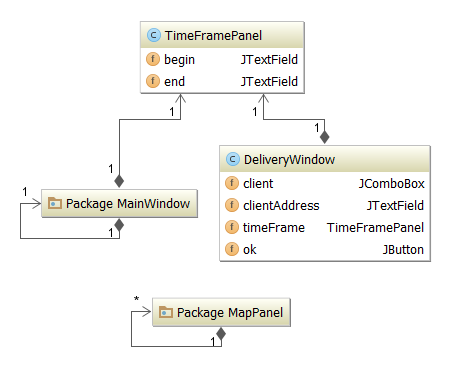 C TimeFramePanel
f begin JTextField
f end JTextField
1 1
1 1
C DeliveryWindow
f client JComboBox
f clientAddress JTextField
f timeFrame TimeFramePanel
f ok JButton
1
Package MainWindow
1
*
Package MapPanel
1